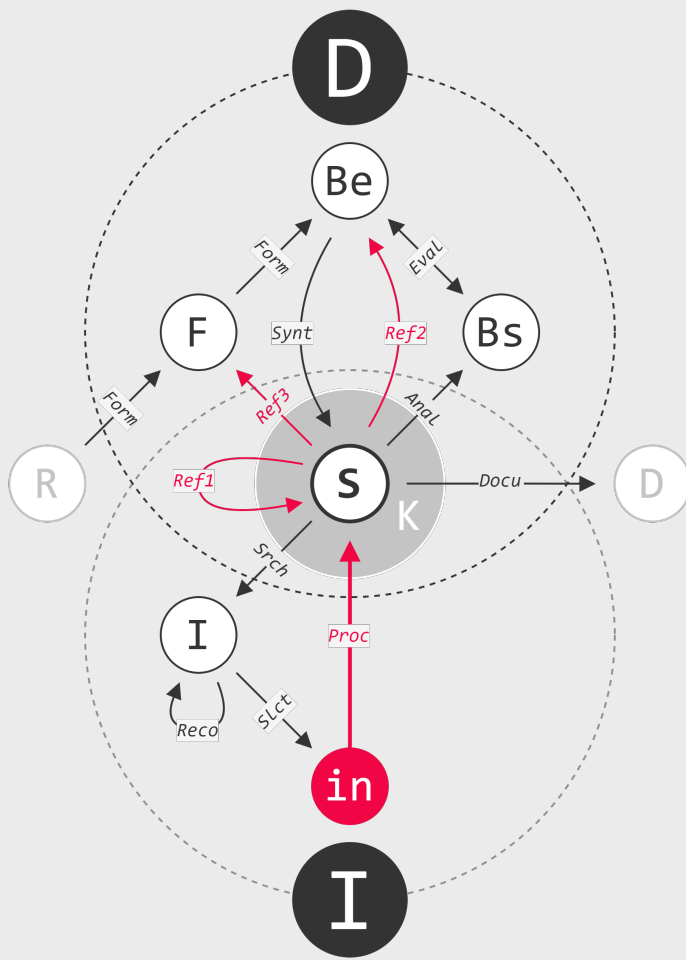 D
Be
Form
Eval
F
Synt
Ref2
Bs
Form
Ref3
Anal
R
Ref1
S
Docu
D
K
Srch
I
Proc
Reco
Slct
in
I